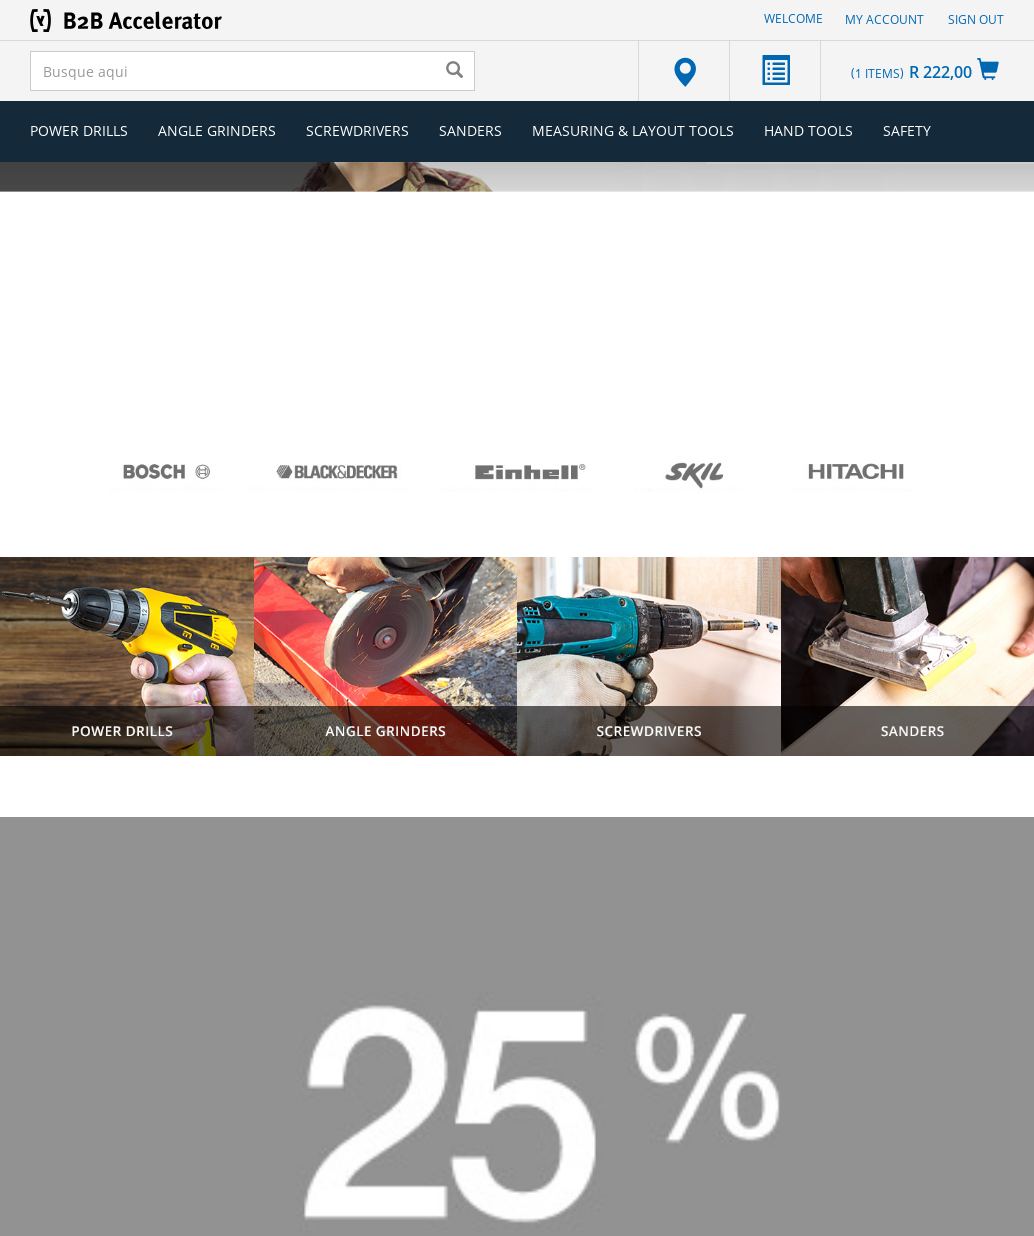 B2B Accelerator
WELCOME
MY ACCOUNT
SIGN OUT
Busque aqui
(1 ITEMS) R 222,00
POWER DRILLS
ANGLE GRINDERS
SCREWDRIVERS
SANDERS
MEASURING & LAYOUT TOOLS
HAND TOOLS
SAFETY
BOSCH
BLACK&DECKER
Einhell®
SKIL
HITACHI
POWER DRILLS
ANGLE GRINDERS
SCREWDRIVERS
SANDERS
25%